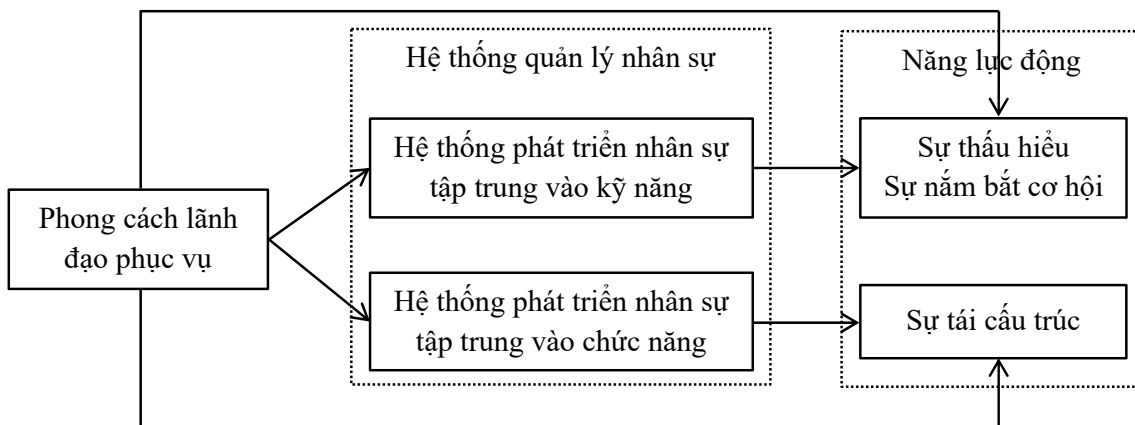 Hệ thống quản lý nhân sự
Năng lực động
Hệ thống phát triển nhân sự
tập trung vào kỹ năng
Sự thấu hiểu
Sự nắm bắt cơ hội
Phong cách lãnh
đạo phục vụ
Hệ thống phát triển nhân sự
tập trung vào chức năng
Sự tái cấu trúc